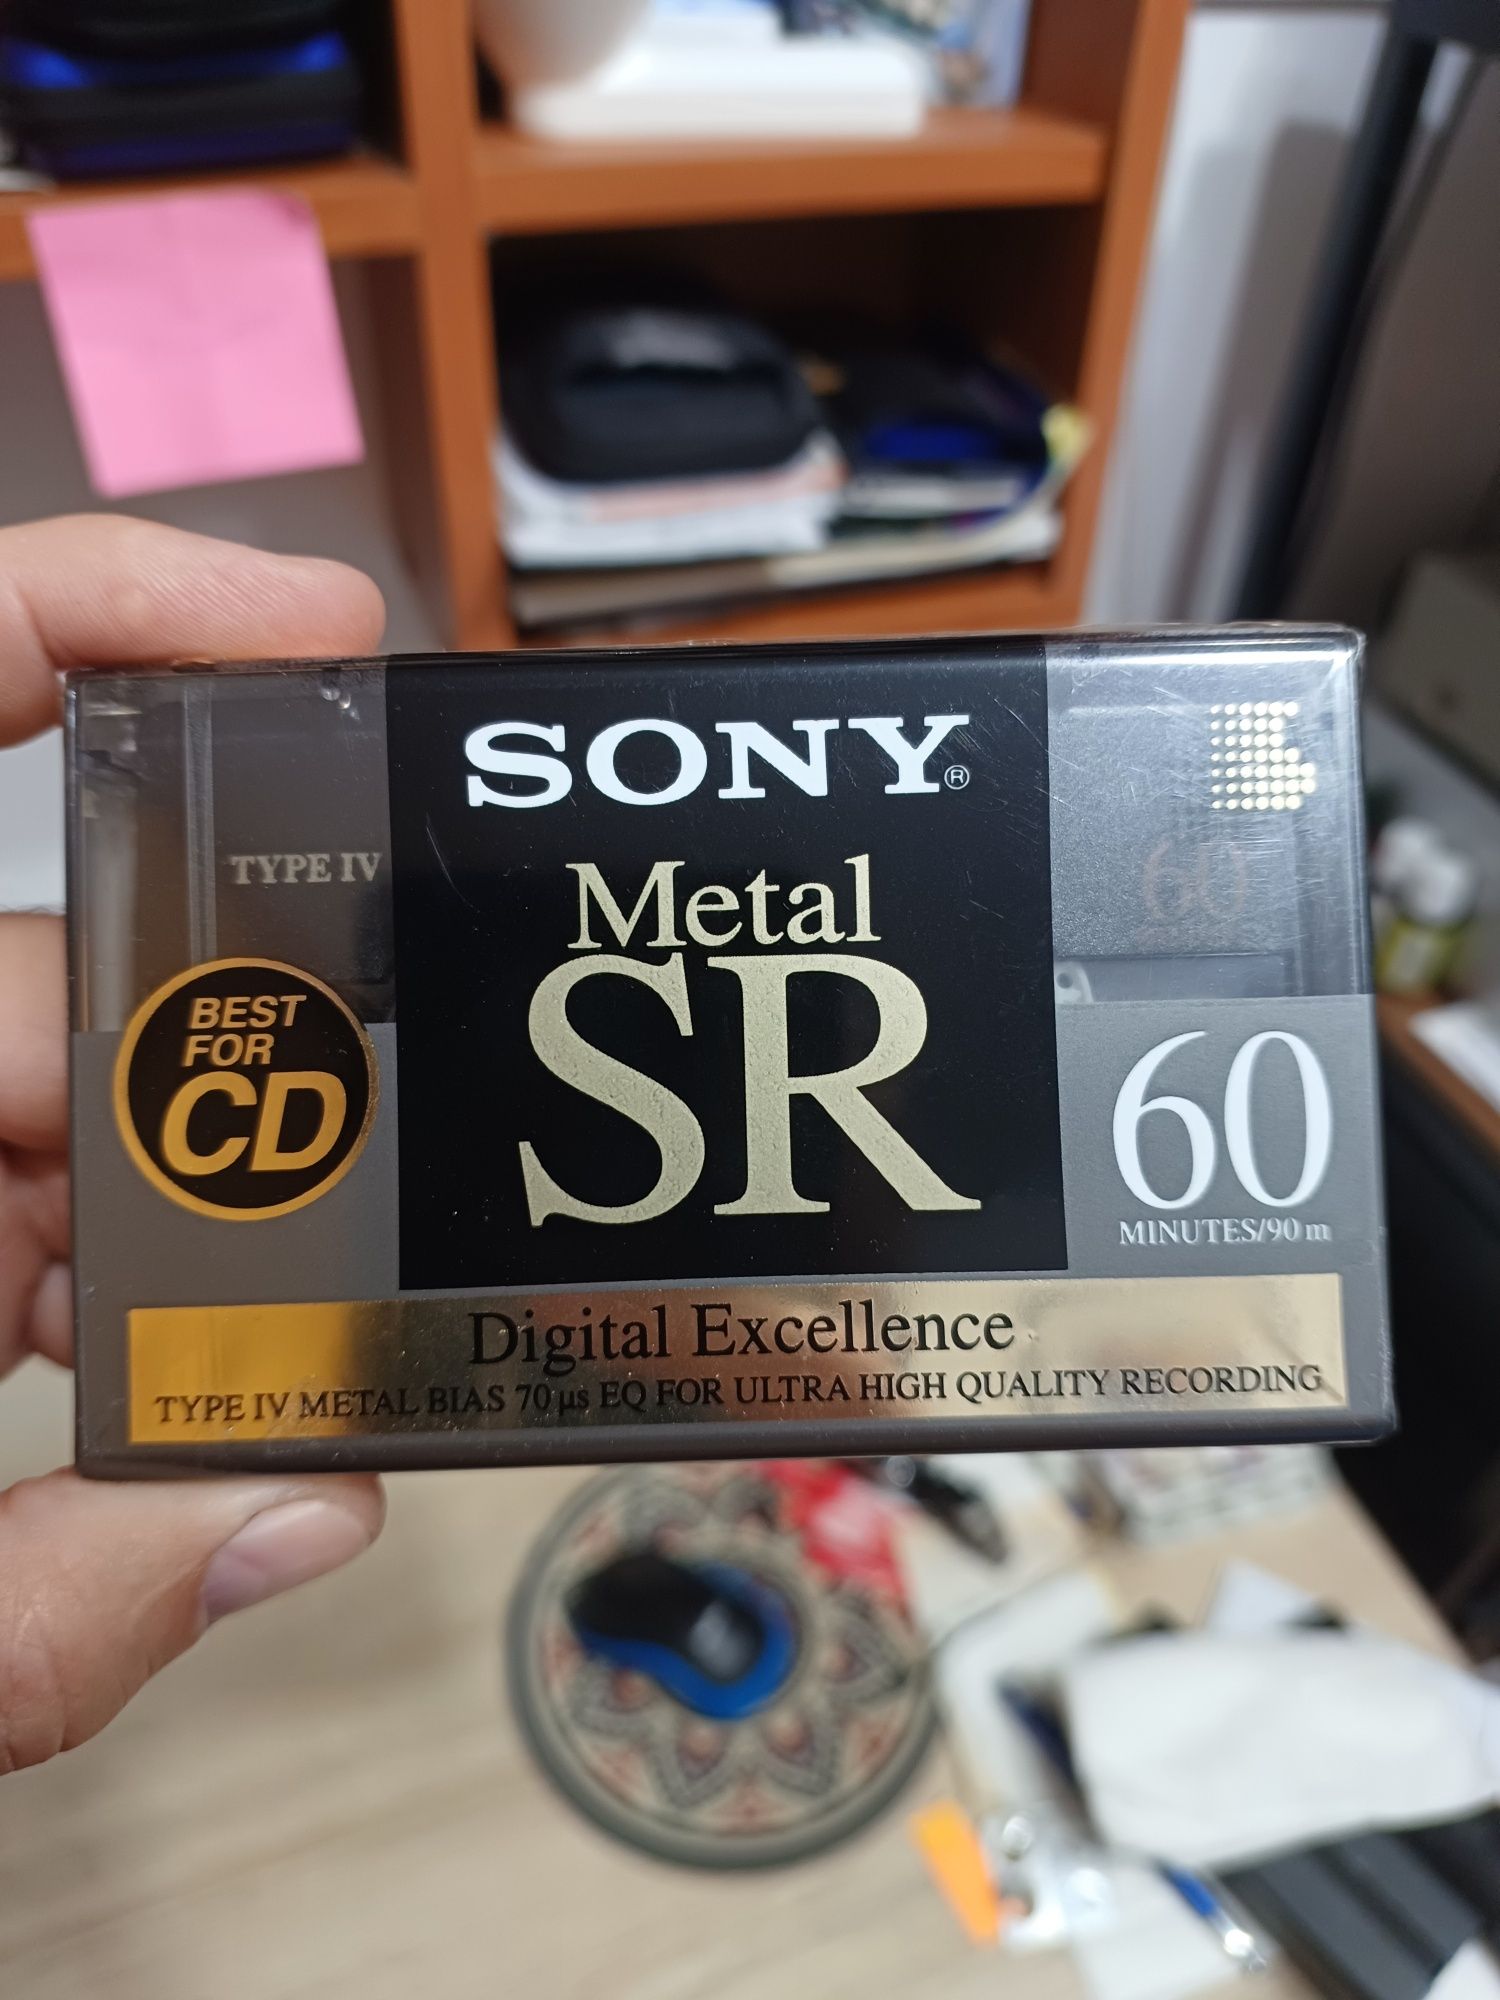 SONY®
Metal
SR
TYPE IV
60
BEST
FOR
CD
60
MINUTES/90 m
Digital Excellence
TYPE IV METAL BIAS 70 µs EQ FOR ULTRA HIGH QUALITY RECORDING